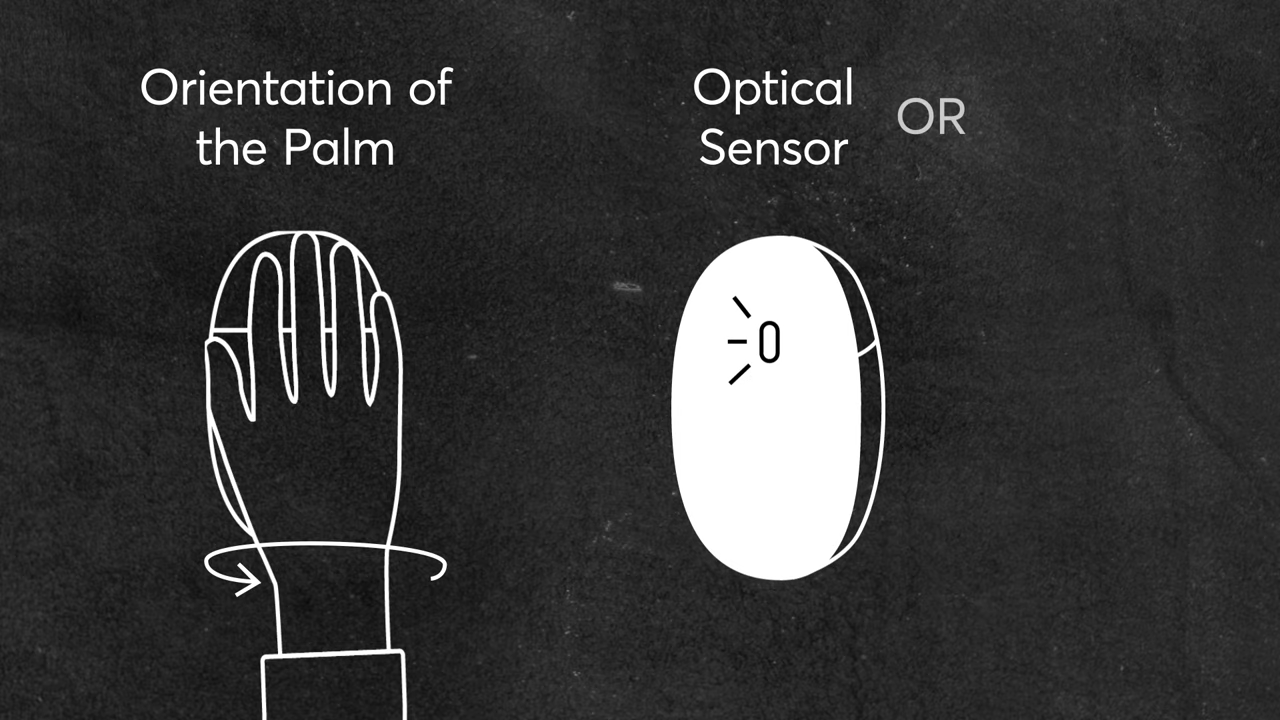 Orientation of
the Palm
Optical
Sensor
OR